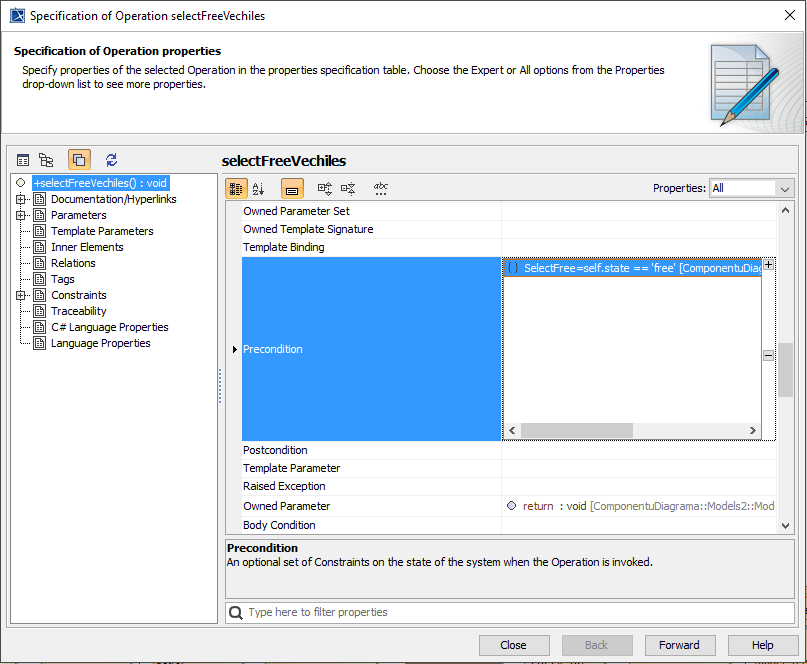 Specification of Operation selectFreeVechiles
Specification of Operation properties
Specify properties of the selected Operation in the properties specification table. Choose the Expert or All options from the Properties
drop-down list to see more properties.
selectFreeVechiles
Properties: All
+selectFreeVechiles() : void
Documentation/Hyperlinks
Parameters
Template Parameters
Inner Elements
Relations
Tags
Constraints
Traceability
C# Language Properties
Language Properties
Owned Parameter Set
Owned Template Signature
Template Binding
Precondition
{ } SelectFree=self.state == 'free' [ComponentuDiag
Postcondition
Template Parameter
Raised Exception
Owned Parameter
return : void [ComponentuDiagrama::Models2::Mod
Body Condition
Precondition
An optional set of Constraints on the state of the system when the Operation is invoked.
Type here to filter properties
Close
Back
Forward
Help